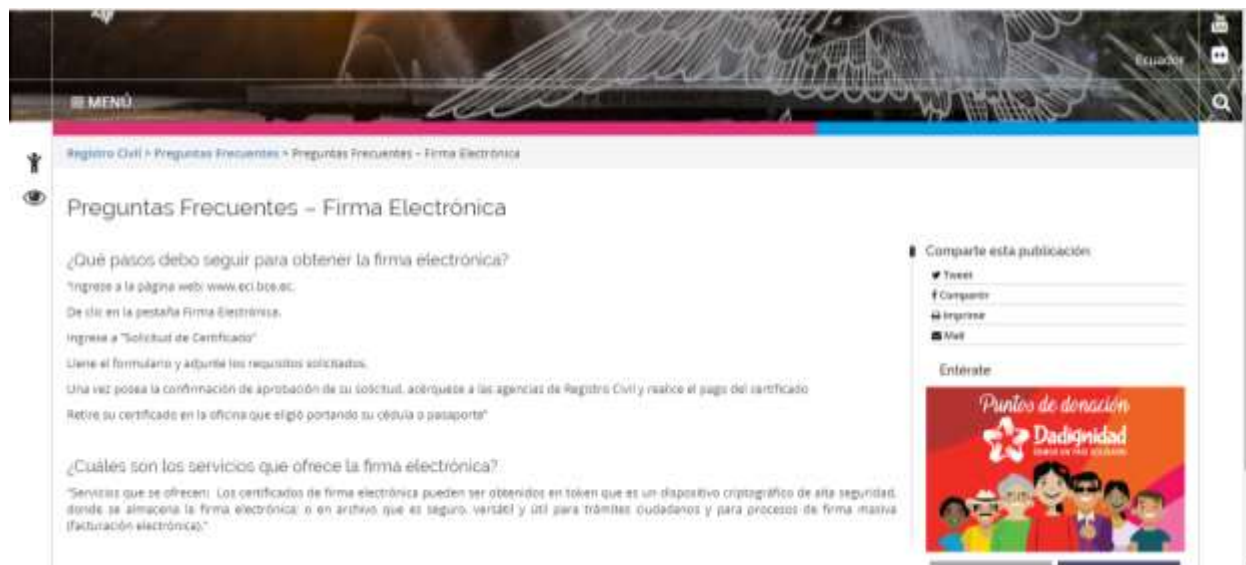 Ecuador
≡ MENÚ
Registro Civil > Preguntas Frecuentes > Preguntas Frecuentes – Firma Electrónica
Preguntas Frecuentes – Firma Electrónica
¿Qué pasos debo seguir para obtener la firma electrónica?
"Ingrese a la página web: www.eci.bce.ec.
De clic en la pestaña Firma Electrónica.
Ingrese a "Solicitud de Certificado"
Llene el formulario y adjunte los requisitos solicitados.
Una vez posea la confirmación de aprobación de su solicitud, acérquese a las agencias de Registro Civil y realice el pago del certificado
Retire su certificado en la oficina que eligió portando su cédula o pasaporte"
¿Cuáles son los servicios que ofrece la firma electrónica?
"Servicios que se ofrecen: Los certificados de firma electrónica pueden ser obtenidos en token que es un dispositivo criptográfico de alta seguridad,
donde se almacena la firma electrónica; o en archivo que es seguro, versátil y útil para trámites ciudadanos y para procesos de firma masiva
(facturación electrónica)."
Comparte esta publicación
Tweet
Compartir
Imprimir
Mail
Entérate
Puntos de donación
Dadignidad